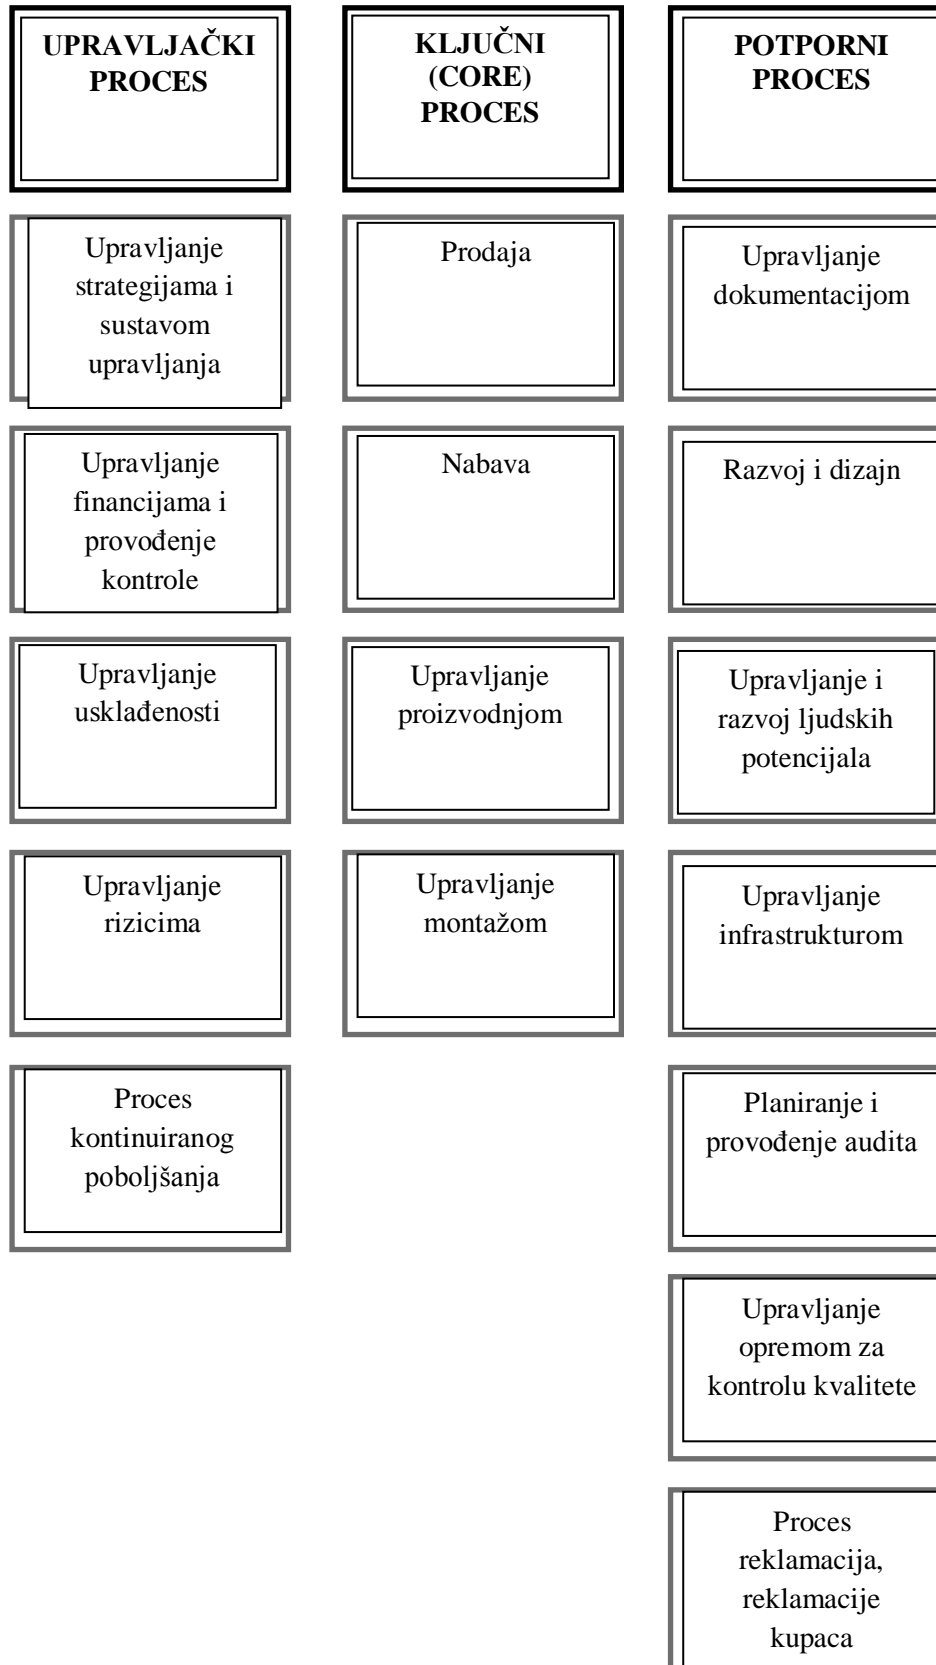 UPRAVLJAČKI
PROCES
Upravljanje
strategijama i
sustavom
upravljanja
Upravljanje
financijama i
provođenje
kontrole
Upravljanje
usklađenosti
Upravljanje
rizicima
Proces
kontinuiranog
poboljšanja
KLJUČNI
(CORE)
PROCES
Prodaja
Nabava
Upravljanje
proizvodnjom
Upravljanje
montažom
POTPORNI
PROCES
Upravljanje
dokumentacijom
Razvoj i dizajn
Upravljanje i
razvoj ljudskih
potencijala
Upravljanje
infrastrukturom
Planiranje i
provođenje audita
Upravljanje
opremom za
kontrolu kvalitete
Proces
reklamacija,
reklamacije
kupaca